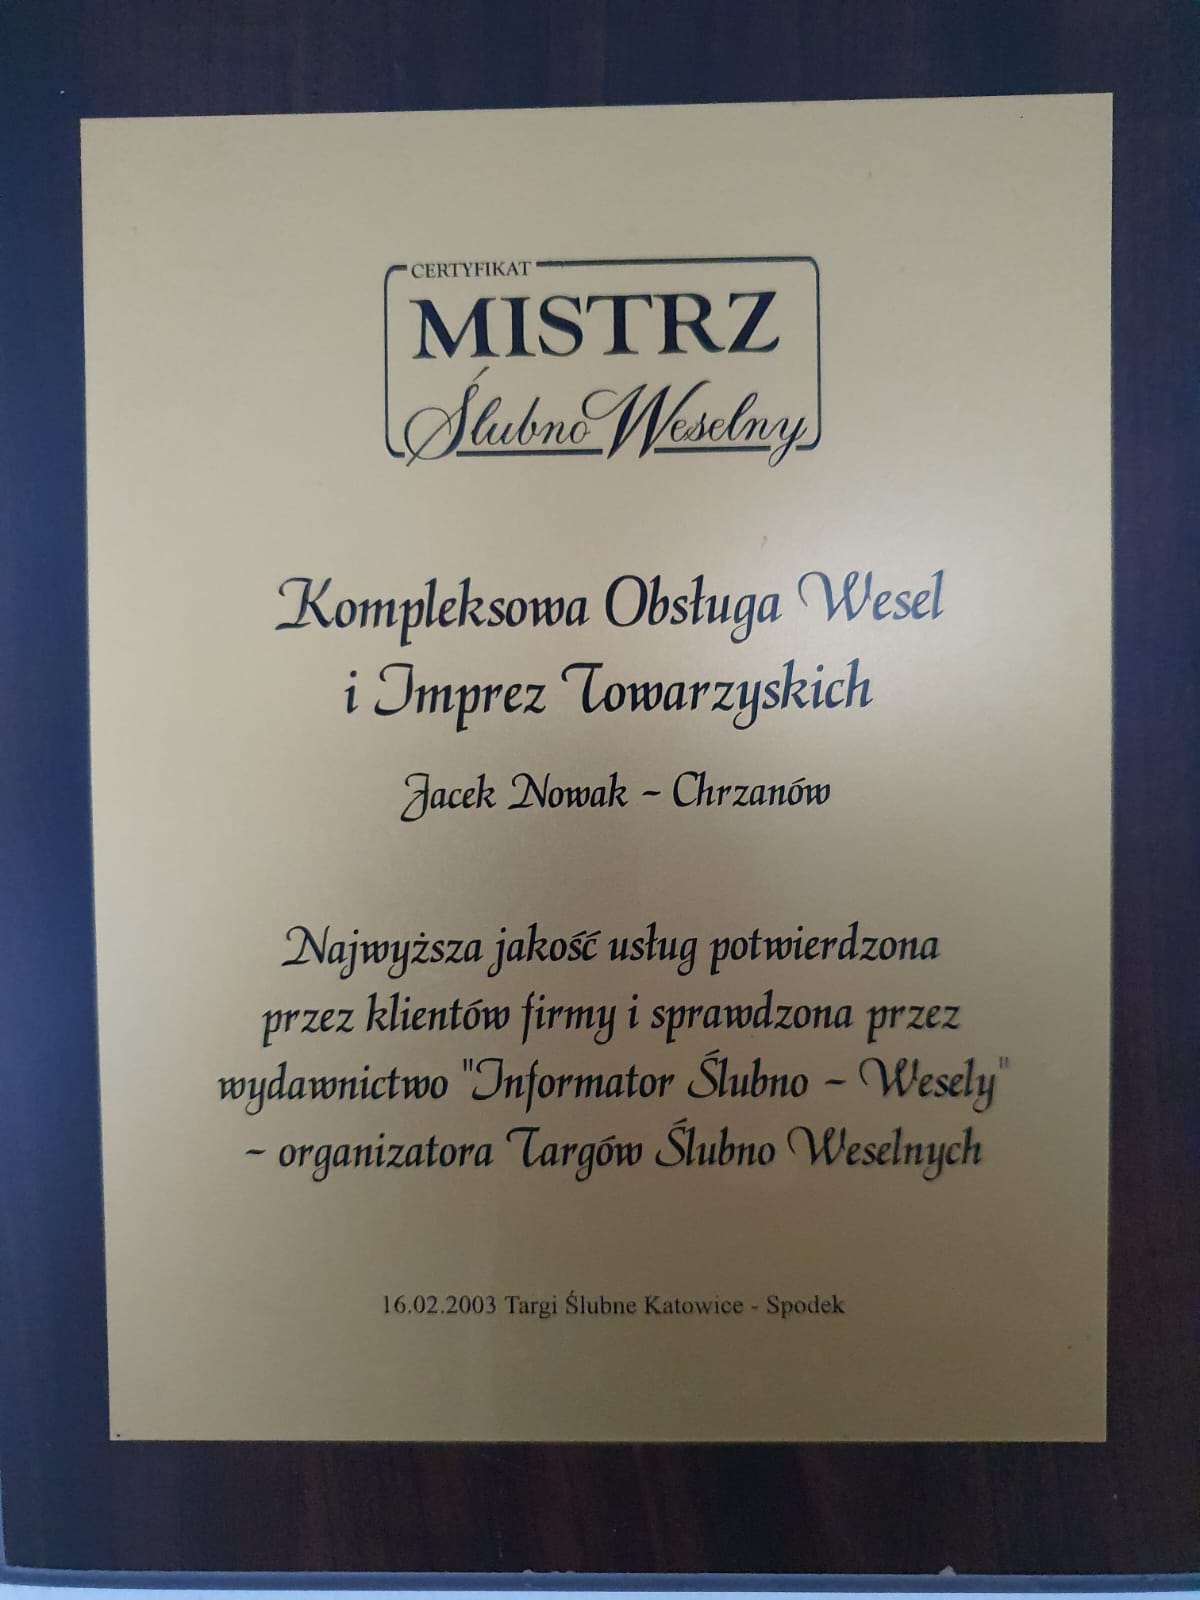 CERTYFIKAT
MISTRZ
Ślubno Weselny
Kompleksowa Obsługa Wesel
i Imprez Towarzyskich
Jacek Nowak ~ Chrzanów
Najwyższa jakość usług potwierdzona
przez klientów firmy i sprawdzona przez
wydawnictwo "Informator Ślubno ~ Wesely"
~ organizatora Targów Ślubno Weselnych
16.02.2003 Targi Ślubne Katowice - Spodek